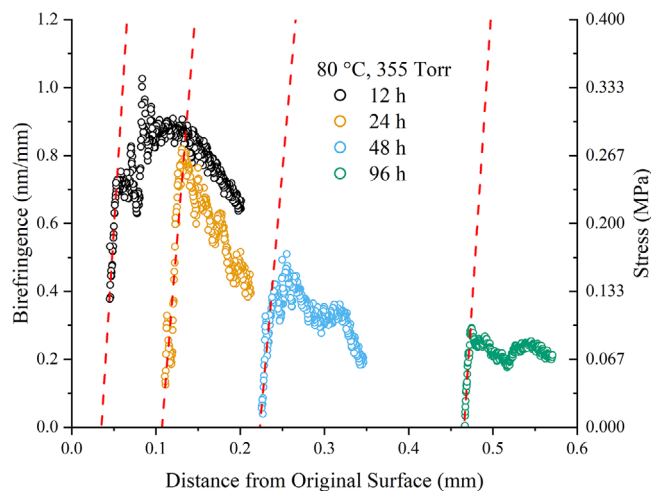 80 °C, 355 Torr
12 h
24 h
48 h
96 h
Birefringence (nm/mm)
1.2
1.0
0.8
0.6
0.4
0.2
0.0
0.400
0.333
0.267
0.200
0.133
0.067
0.000
Stress (MPa)
0.0 0.1 0.2 0.3 0.4 0.5 0.6
Distance from Original Surface (mm)